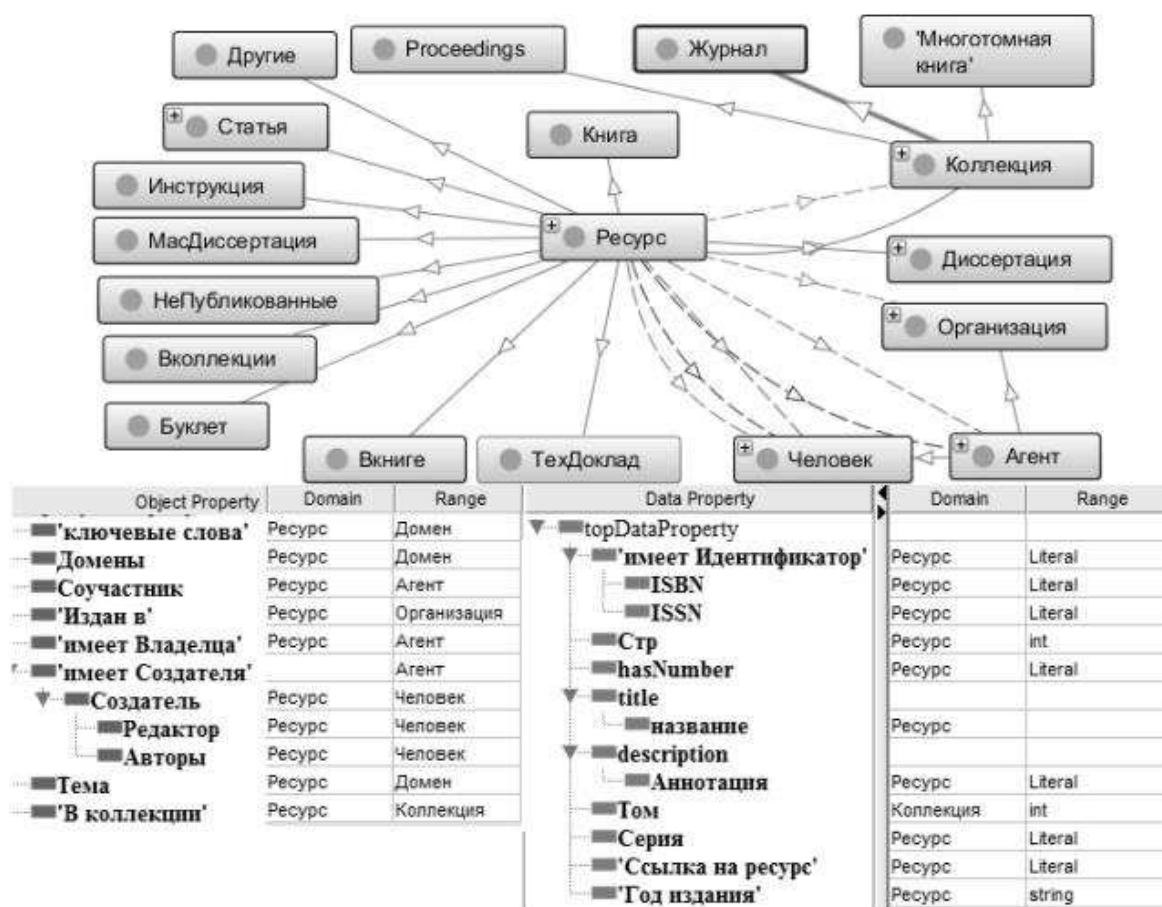 Другие
Proceedings
Журнал
'Многотомная
книга'
Статья
Книга
Коллекция
Инструкция
МасДиссертация
Ресурс
Диссертация
НеПубликованные
Организация
Вколлекции
Буклет
Вкниге
ТехДоклад
Человек
Агент
Object Property Domain Range
'ключевые слова' Ресурс Домен
Домены Ресурс Домен
Соучастник Ресурс Агент
'Издан в' Ресурс Организация
'имеет Владелца' Ресурс Агент
'имеет Создателя' Агент
Создатель Ресурс Человек
Редактор Ресурс Человек
Авторы Ресурс Человек
Тема Ресурс Домен
'В коллекции' Ресурс Коллекция
Data Property Domain Range
topDataProperty
'имеет Идентификатор' Ресурс Literal
ISBN Ресурс Literal
ISSN Ресурс Literal
Стр Ресурс int
hasNumber Ресурс Literal
title
название Ресурс
description
Аннотация Ресурс Literal
Том Коллекция int
Серия Ресурс Literal
'Ссылка на ресурс' Ресурс Literal
'Год издания' Ресурс string